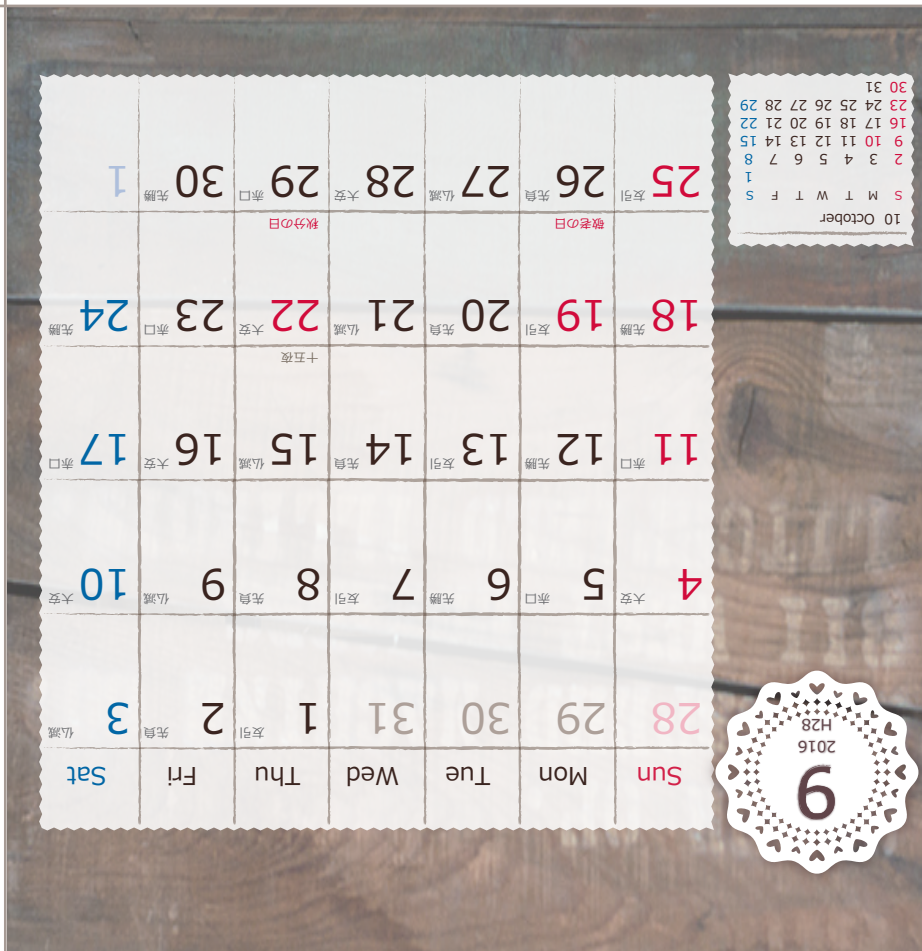 9
2016
H28
Sun Mon Tue Wed Thu Fri Sat
28 29 30 31 1 友引 2 先負 3 仏滅
4 大安 5 赤口 6 先勝 7 友引 8 先負 9 仏滅 10 大安
11 赤口 12 先勝 13 友引 14 先負 15 仏滅 16 大安 17 赤口
十五夜
18 先勝 19 友引 20 先負 21 仏滅 22 大安 23 赤口 24 先勝
敬老の日 秋分の日
25 友引 26 先負 27 仏滅 28 大安 29 赤口 30 先勝 1
10 October
S M T W T F S
1
2 3 4 5 6 7 8
9 10 11 12 13 14 15
16 17 18 19 20 21 22
23 24 25 26 27 28 29
30 31